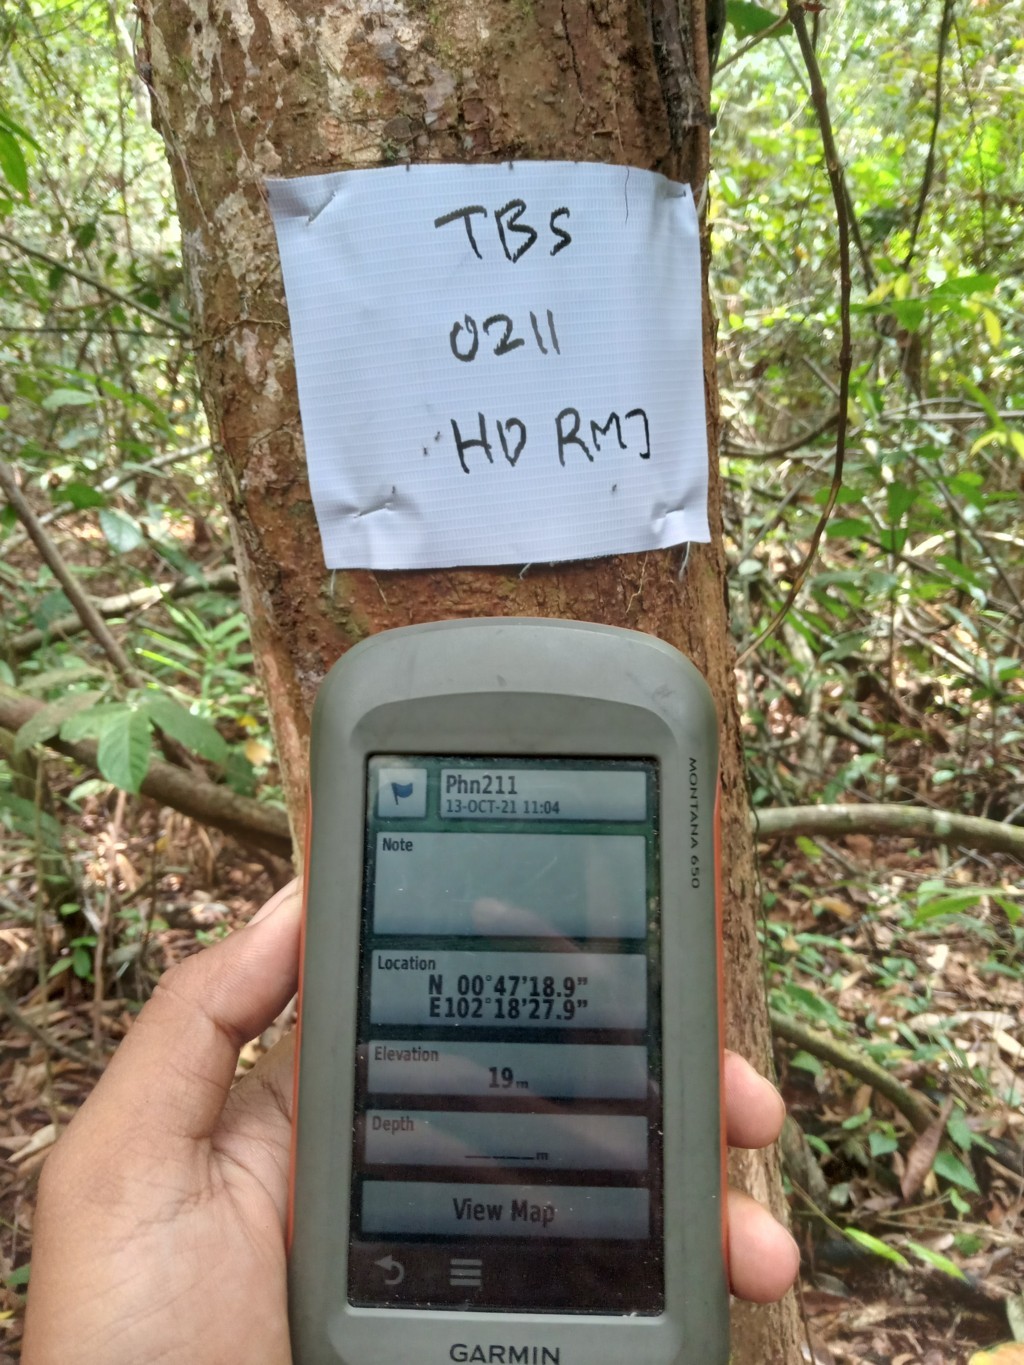 TBS
0211
HD RMJ
MONTANA 650
Phn211
13-OCT-21 11:04
Note
Location
N 00°47'18.9"
E102°18'27.9"
Elevation
19m
Depth
_____m
View Map
GARMIN